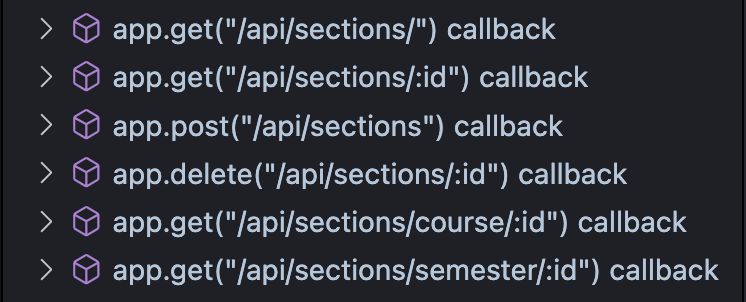 app.get("/api/sections/") callback
app.get("/api/sections/:id") callback
app.post("/api/sections") callback
app.delete("/api/sections/:id") callback
app.get("/api/sections/course/:id") callback
app.get("/api/sections/semester/:id") callback